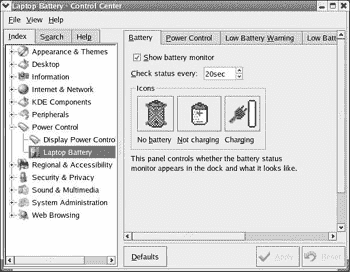 Laptop Battery - Control Center
File View Help
Index Search Help
Appearance & Themes
Desktop
Information
Internet & Network
KDE Components
Peripherals
Power Control
Display Power Contro
Laptop Battery
Regional & Accessibility
Security & Privacy
Sound & Multimedia
System Administration
Web Browsing
Battery Power Control Low Battery Warning Low Batt
Show battery monitor
Check status every: 20sec
Icons
No battery Not charging Charging
This panel controls whether the battery status
monitor appears in the dock and what it looks like.
Defaults Apply Reset